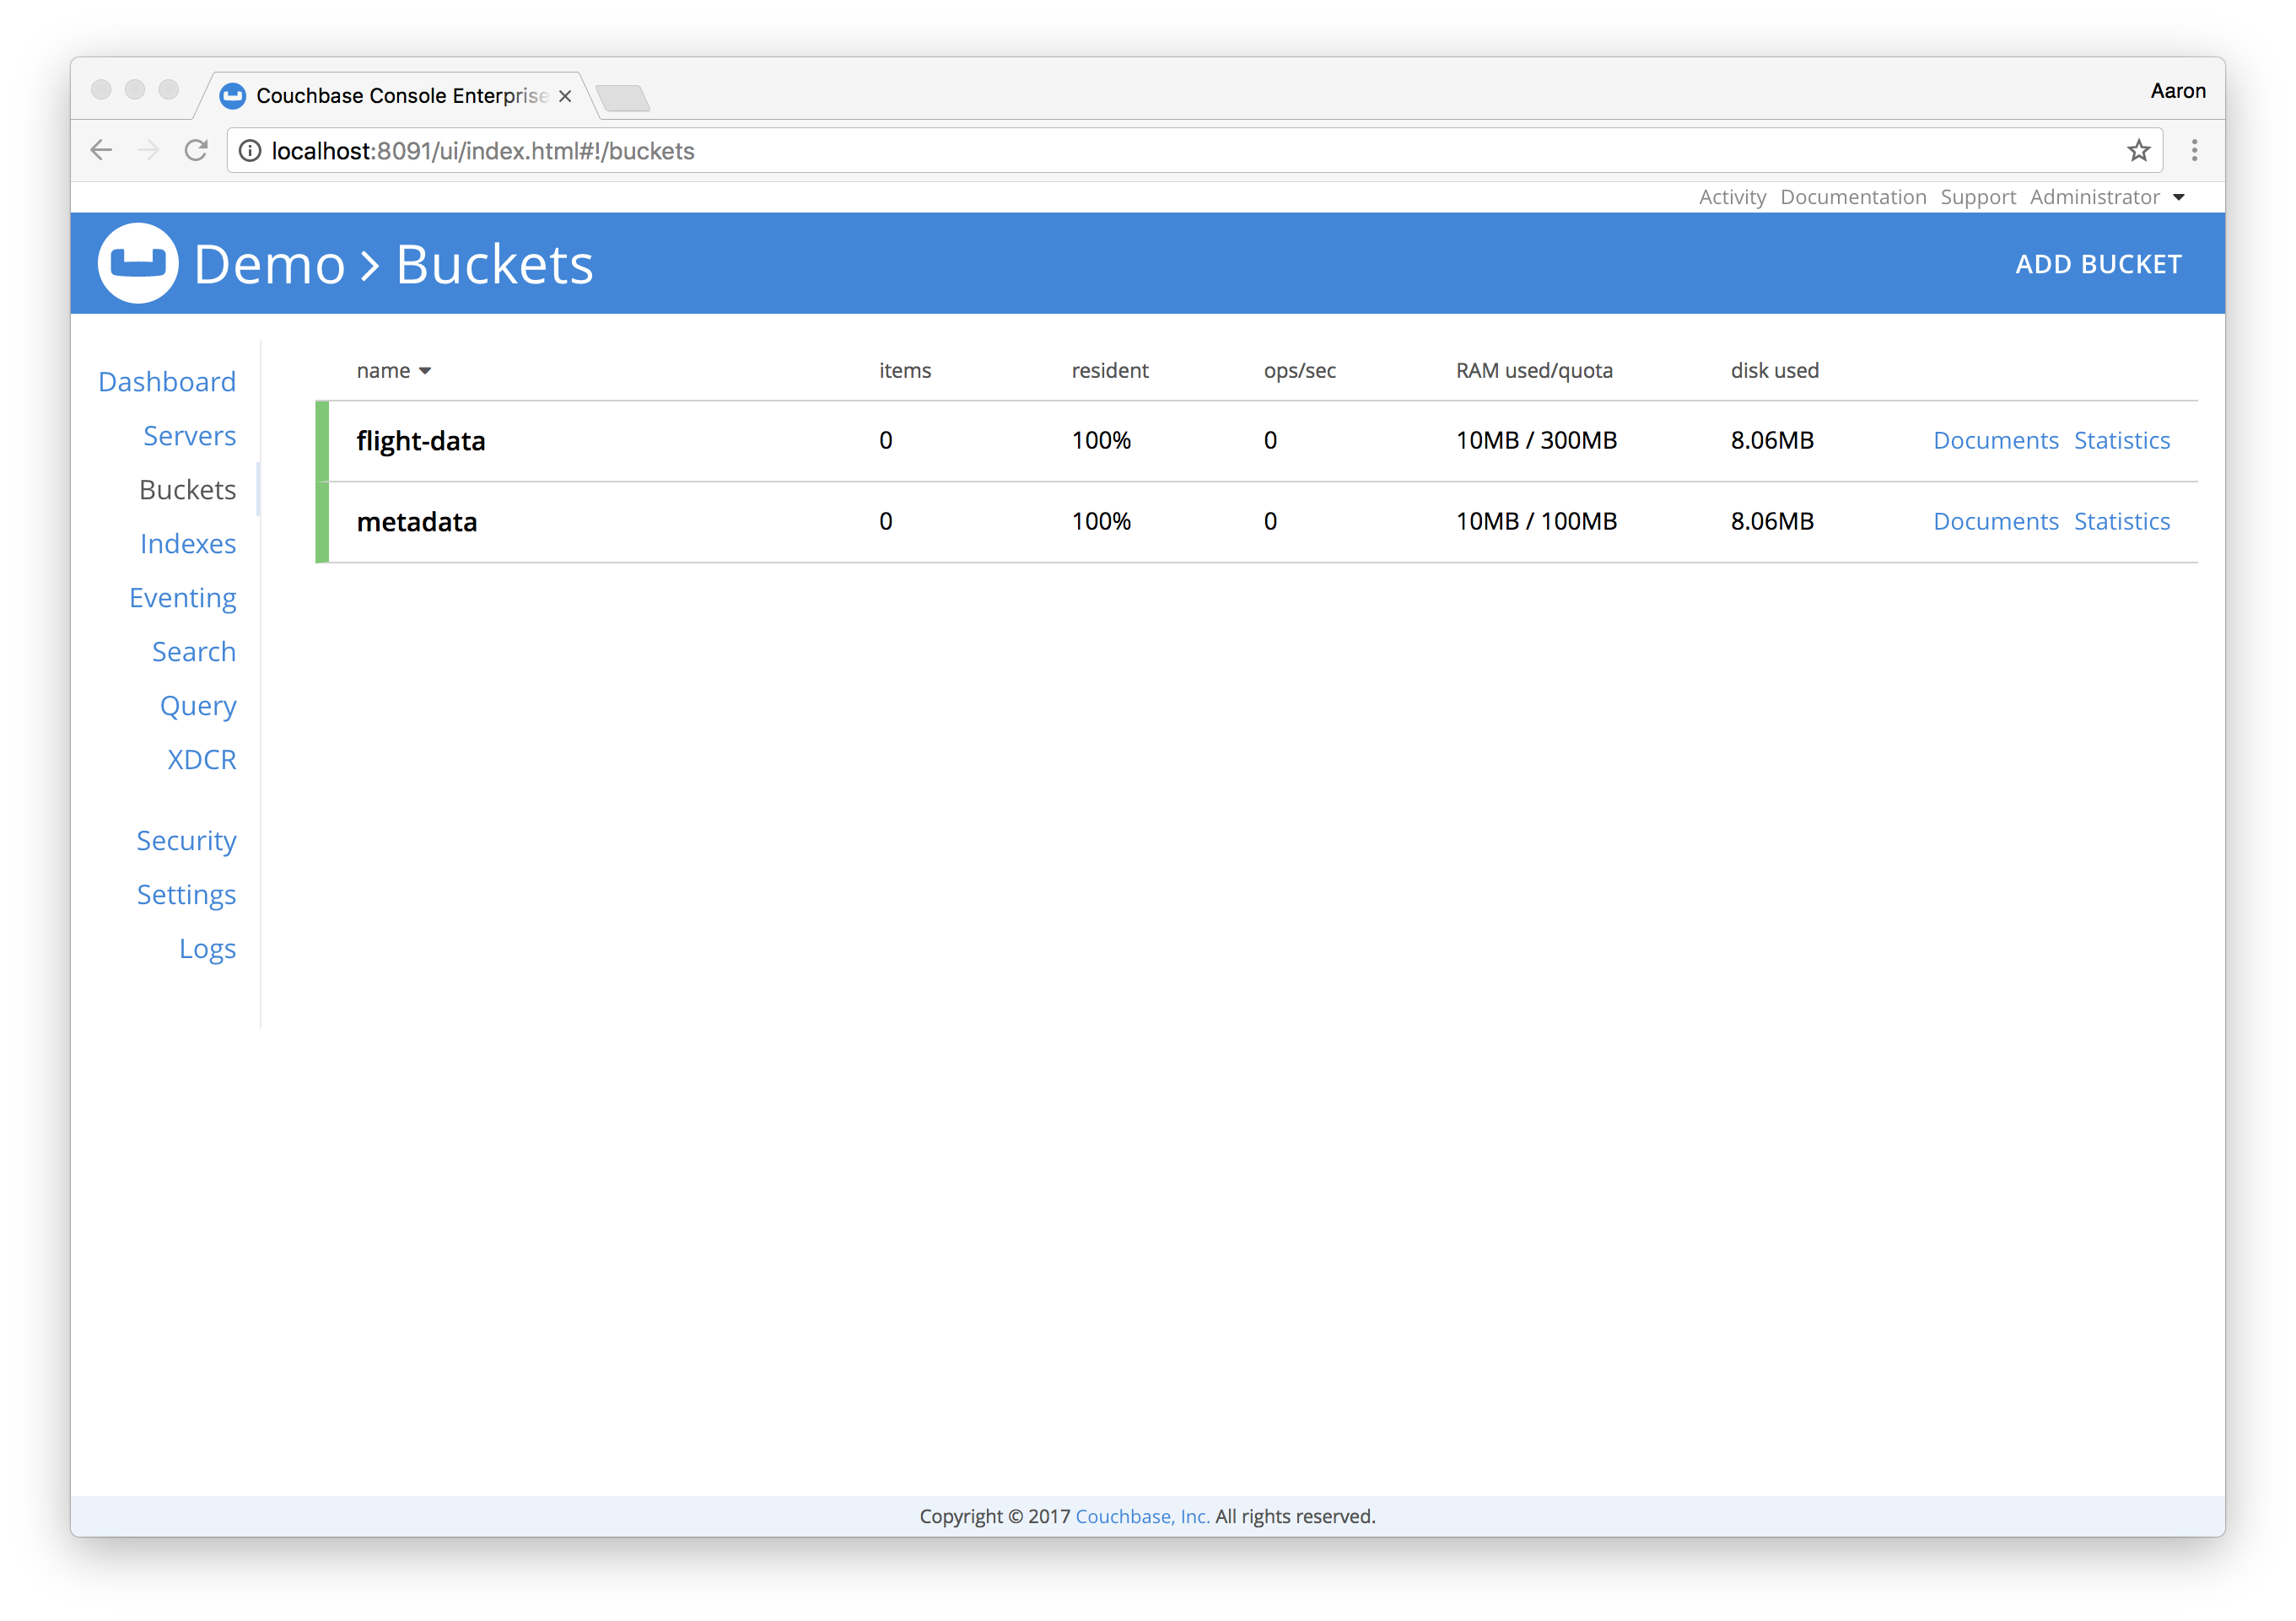 Couchbase Console Enterprise
Aaron
localhost:8091/ui/index.html#!/buckets
Activity Documentation Support Administrator
Demo > Buckets
ADD BUCKET
Dashboard
Servers
Buckets
Indexes
Eventing
Search
Query
XDCR
Security
Settings
Logs
name items resident ops/sec RAM used/quota disk used
flight-data 0 100% 0 10MB / 300MB 8.06MB Documents Statistics
metadata 0 100% 0 10MB / 100MB 8.06MB Documents Statistics
Copyright © 2017 Couchbase, Inc. All rights reserved.